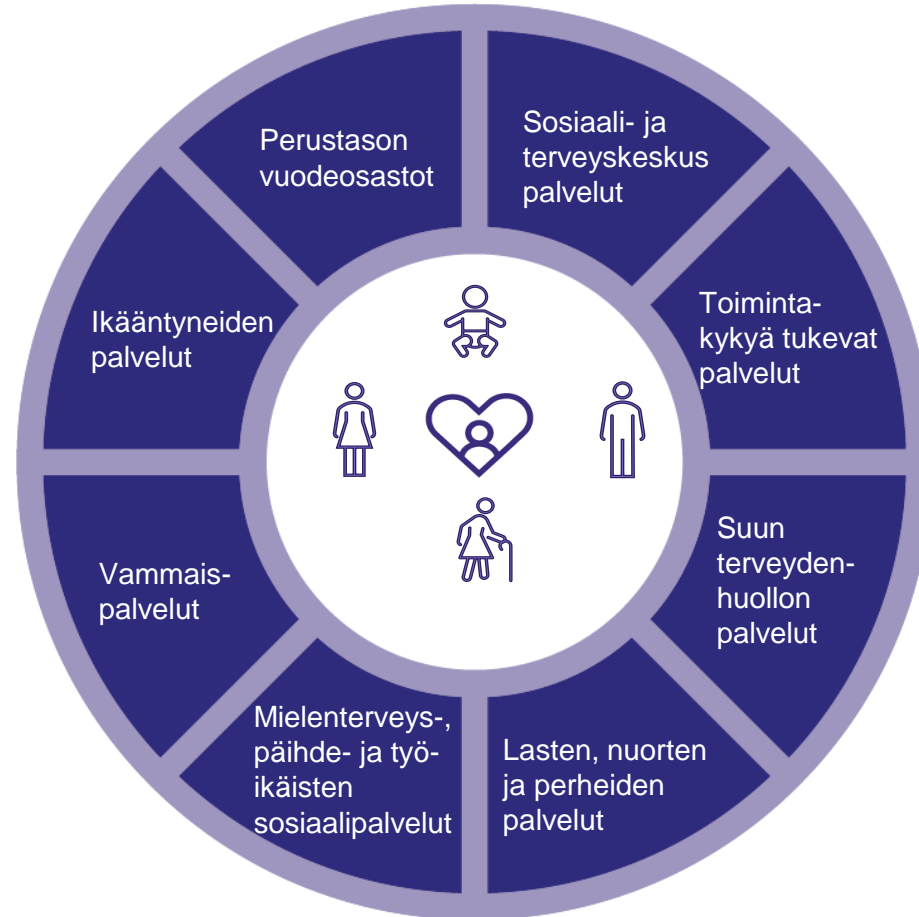 Perustason
vuodeosastot
Sosiaali- ja
terveyskeskus
palvelut
Toiminta-
kykyä tukevat
palvelut
Suun
terveyden-
huollon
palvelut
Lasten, nuorten
ja perheiden
palvelut
Mielenterveys-,
päihde- ja työ-
ikäisten
sosiaalipalvelut
Vammais-
palvelut
Ikääntyneiden
palvelut